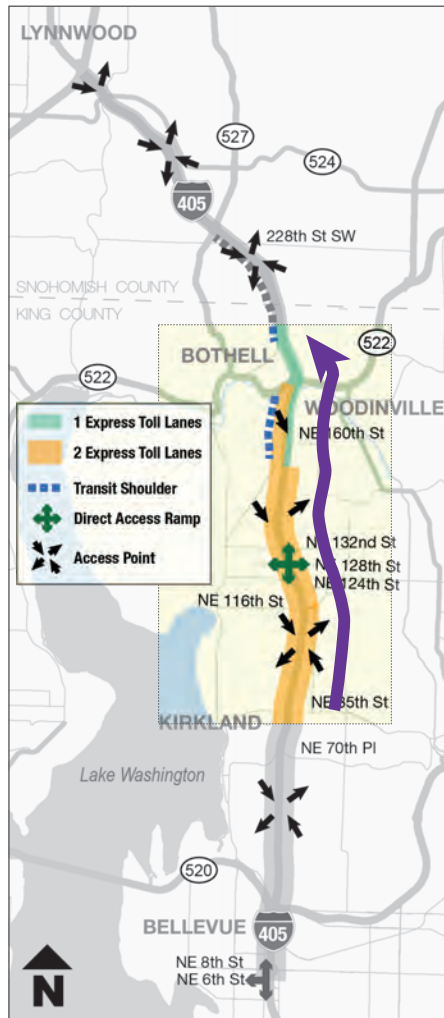 LYNNWOOD
527
524
405
228th St SW
SNOHOMISH COUNTY
KING COUNTY
BOTHELL
522
522
WOODINVILLE
1 Express Toll Lanes
2 Express Toll Lanes
Transit Shoulder
Direct Access Ramp
Access Point
NE 160th St
NE 132nd St
NE 128th St
NE 124th St
NE 116th St
NE 85th St
KIRKLAND
NE 70th Pl
Lake Washington
520
BELLEVUE
405
NE 8th St
NE 6th St
N